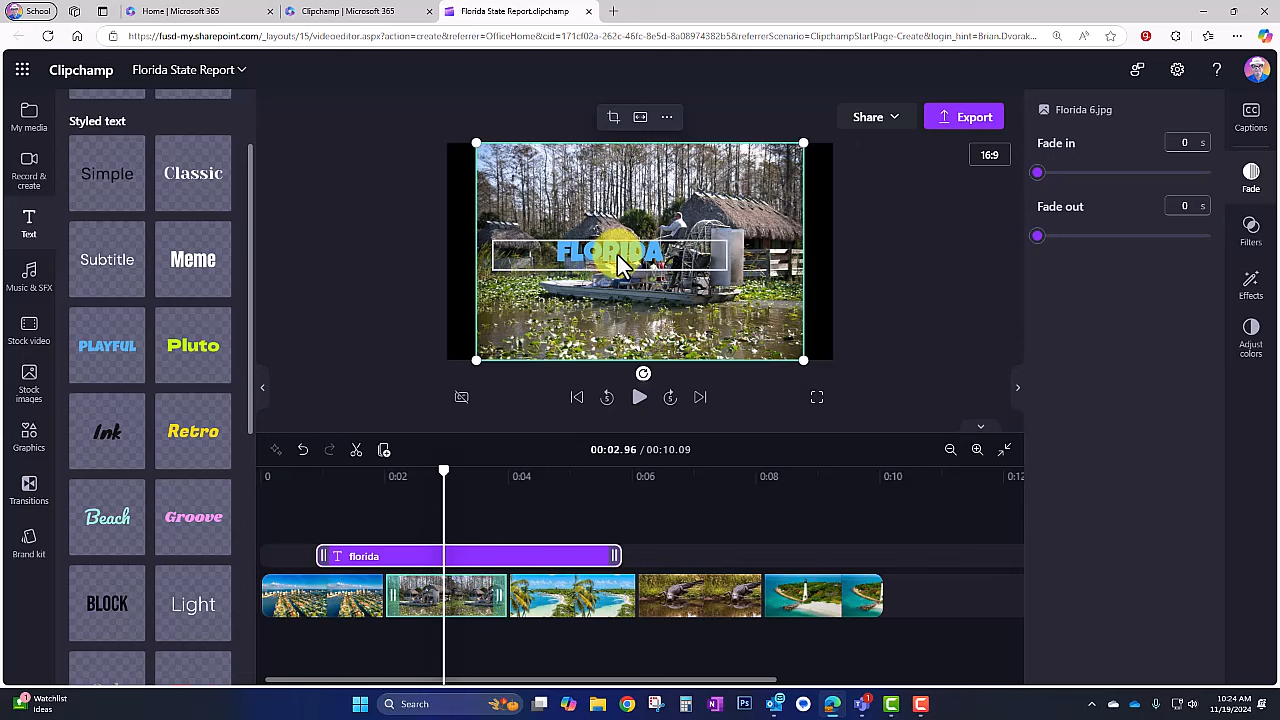 School
Home | Microsoft 365
Clipchamp | Microsoft 365
Florida State Report.clipchamp
https://fusd-my.sharepoint.com/_layouts/15/videoeditor.aspx?action=create&referrer=OfficeHome&cid=171cf02a-262c-46fc-8e5d-8a08974382b5&referrerScenario=ClipchampStartPage-Create&login_hint=Brian.Dvorak...
Clipchamp
Florida State Report
My media
Record & create
Text
Music & SFX
Stock video
Stock images
Graphics
Transitions
Brand kit
Styled text
Simple
Classic
Subtitle
Meme
PLAYFUL
Pluto
Ink
Retro
Beach
Groove
BLOCK
Light
Share
Export
16:9
FLORIDA
5
5
00:02.96 / 00:10.09
0
0:02
0:04
0:06
0:08
0:10
0:12
T florida
Florida 6.jpg
Fade in
0 s
Fade out
0 s
Captions
Fade
Filters
Effects
Adjust colors
1
Watchlist
Ideas
Search
1
10:24 AM
11/19/2024